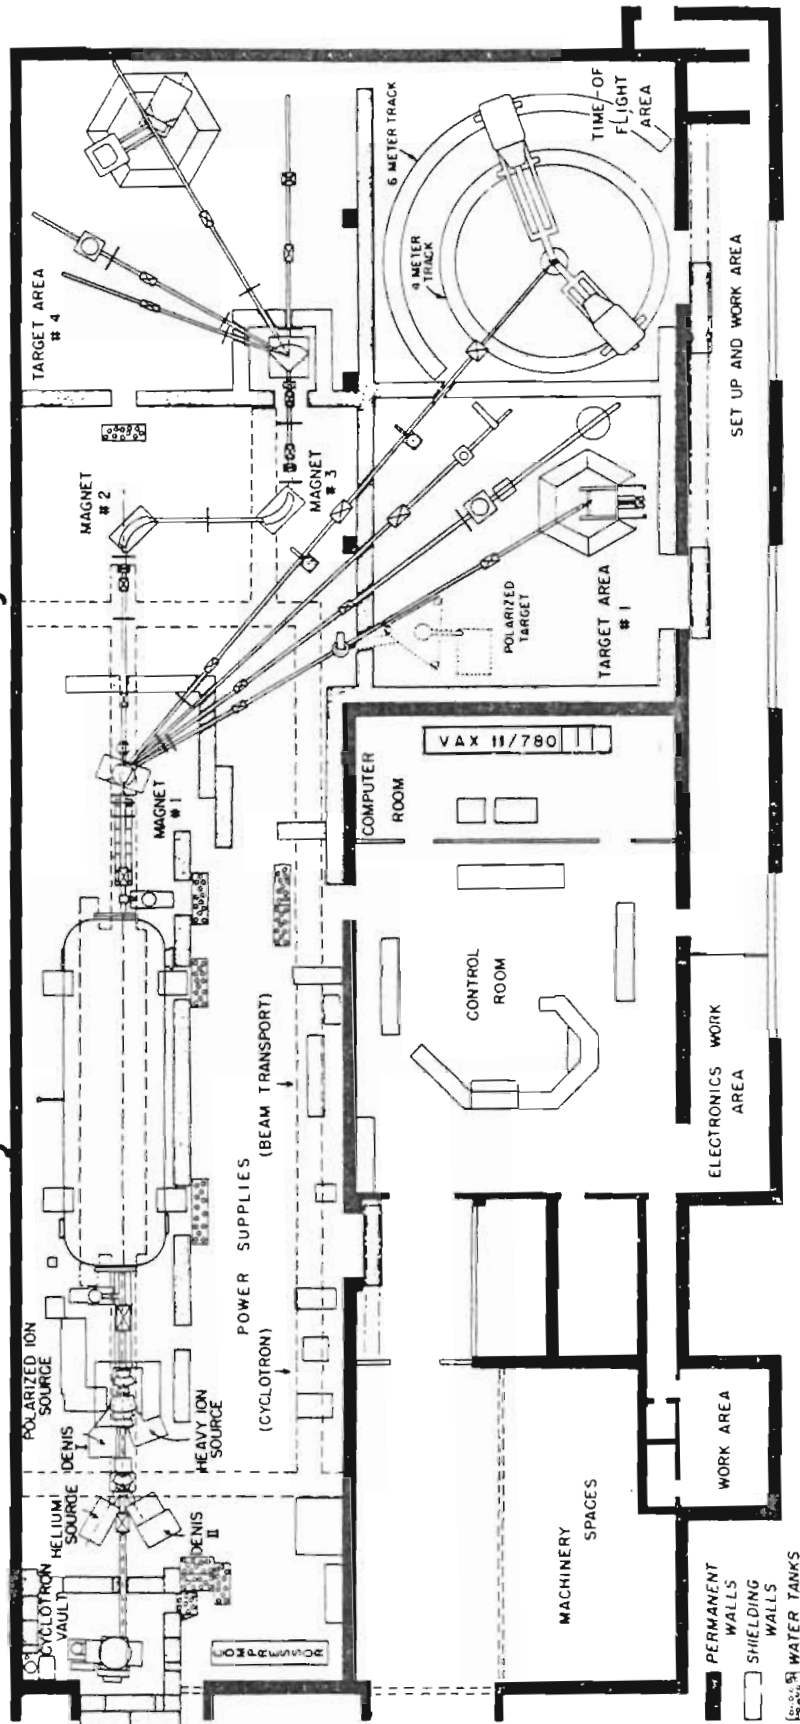 TARGET AREA
# 4
6 METER TRACK
4 METER
TRACK
TIME-OF
FLIGHT
AREA
SET UP AND WORK AREA
MAGNET
#2
MAGNET
# 3
POLARIZED
TARGET
TARGET AREA
# 1
MAGNET
#1
COMPUTER
ROOM
VAX 11/780
CONTROL
ROOM
POWER SUPPLIES
(BEAM TRANSPORT)
(CYCLOTRON)
ELECTRONICS WORK
AREA
POLARIZED ION
SOURCE
DENIS
I
HEAVY ION
SOURCE
HELIUM
SOURCE
DENIS
II
CYCLOTRON
VAULT
COMPRESSOR
MACHINERY
SPACES
WORK AREA
PERMANENT
WALLS
SHIELDING
WALLS
WATER TANKS